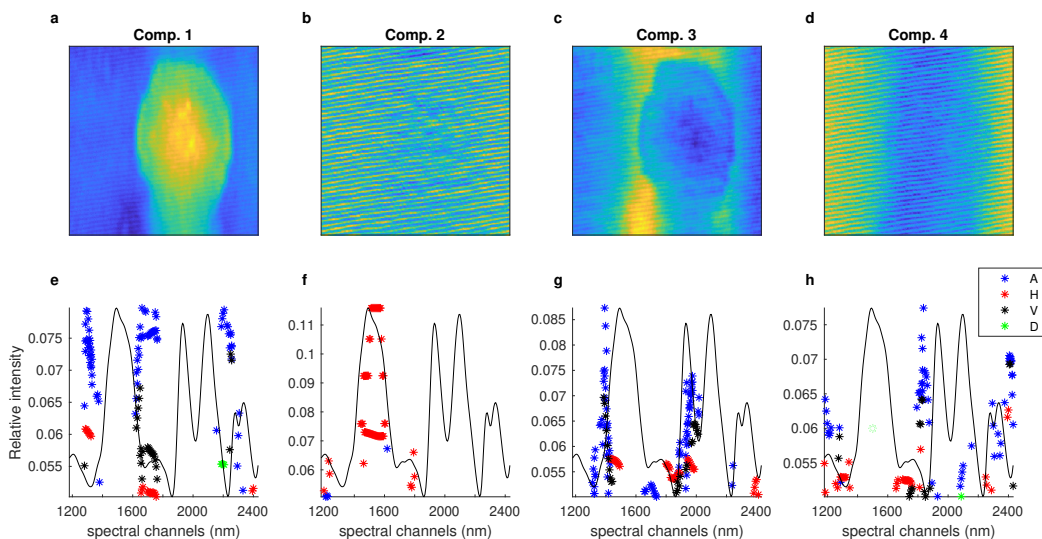 a b c d
Comp. 1 Comp. 2 Comp. 3 Comp. 4
e f g h
A
H
V
D
Relative intensity
0.075
0.07
0.065
0.06
0.055
1200 1600 2000 2400
spectral channels (nm)
0.11
0.1
0.09
0.08
0.07
0.06
1200 1600 2000 2400
spectral channels (nm)
0.085
0.08
0.075
0.07
0.065
0.06
0.055
0.05
1200 1600 2000 2400
spectral channels (nm)
0.075
0.07
0.065
0.06
0.055
0.05
1200 1600 2000 2400
spectral channels (nm)